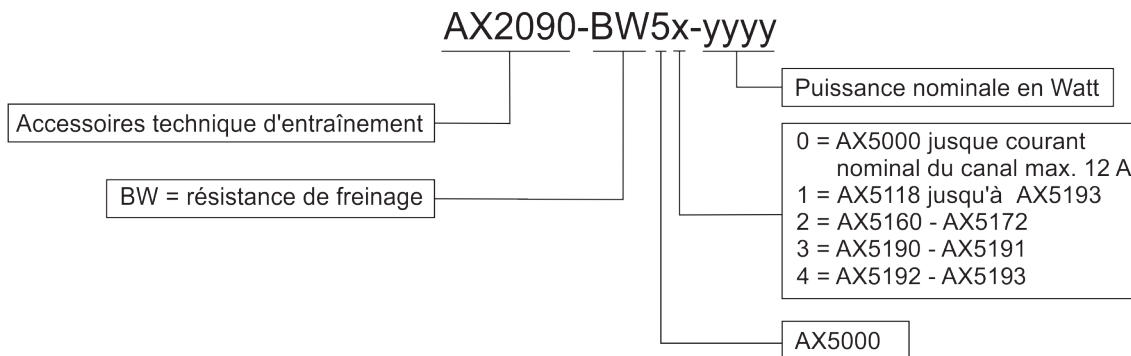 AX2090-BW5x-yyyy
Puissance nominale en Watt
Accessoires technique d'entraînement
0 = AX5000 jusque courant
nominal du canal max. 12 A
1 = AX5118 jusqu'à AX5193
2 = AX5160 - AX5172
3 = AX5190 - AX5191
4 = AX5192 - AX5193
BW = résistance de freinage
AX5000